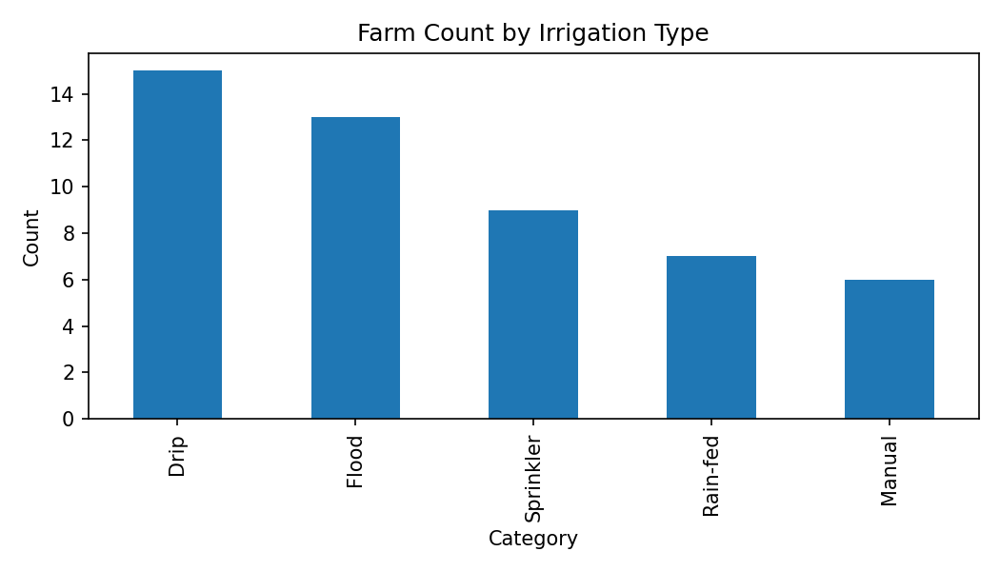 Farm Count by Irrigation Type
Count
14
12
10
8
6
4
2
0
Drip
Flood
Sprinkler
Rain-fed
Manual
Category